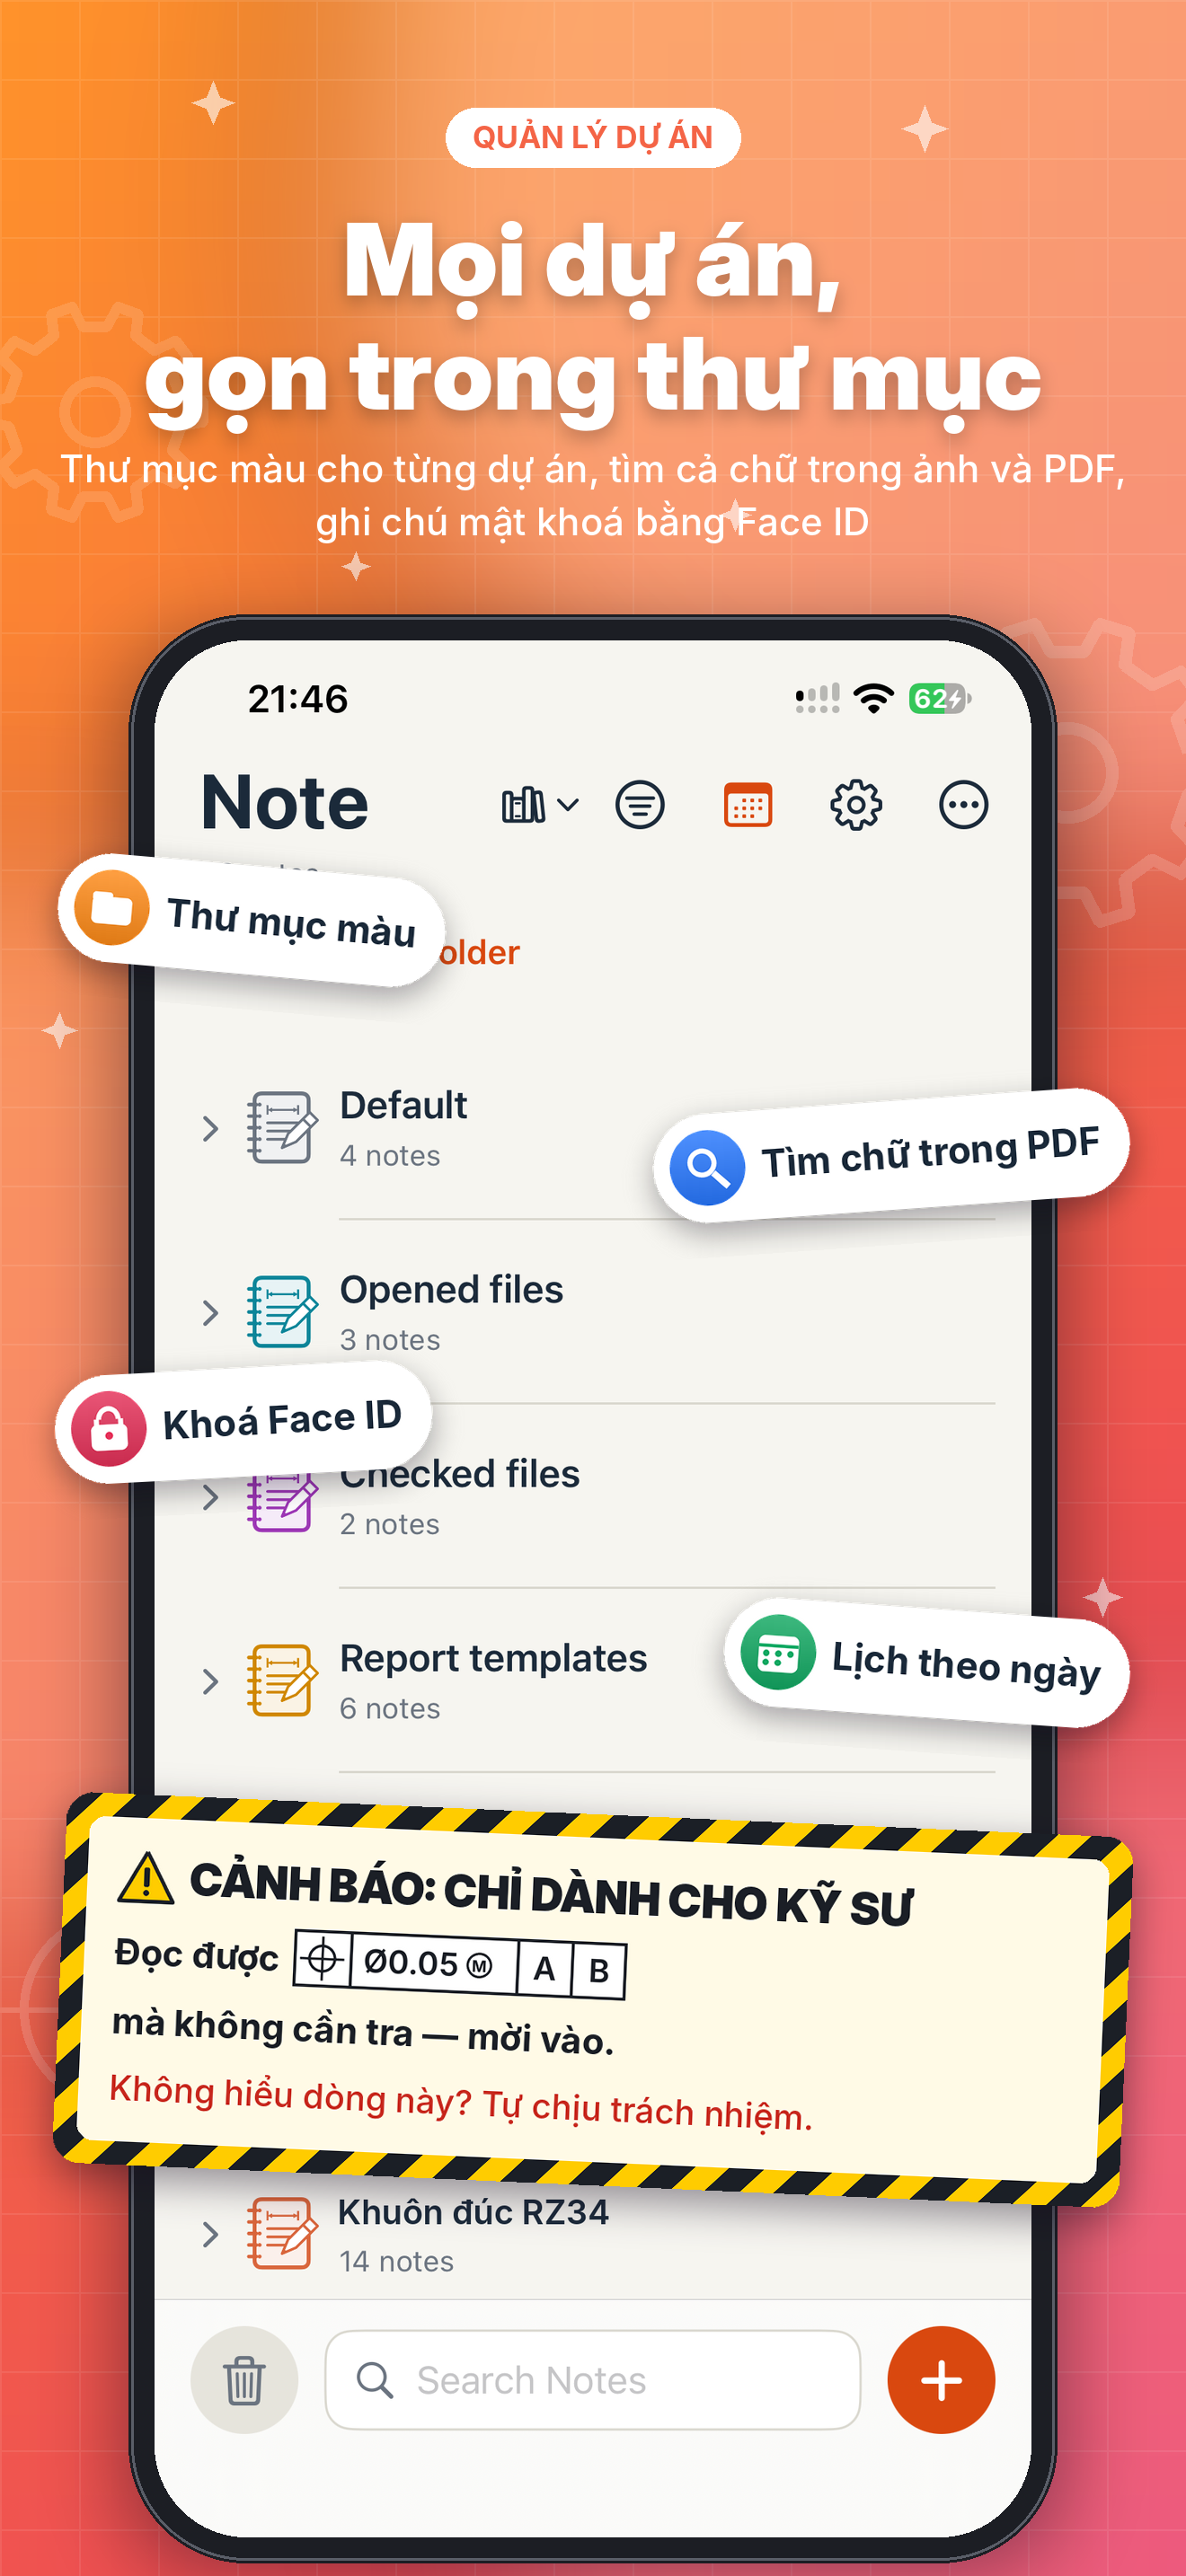 QUẢN LÝ DỰ ÁN
Mọi dự án,
gọn trong thư mục
Thư mục màu cho từng dự án, tìm cả chữ trong ảnh và PDF,
ghi chú mật khoá bằng Face ID
21:46
62
Note
Thư mục màu
older
Default
4 notes
Tìm chữ trong PDF
Opened files
3 notes
Khoá Face ID
Checked files
2 notes
Report templates
6 notes
Lịch theo ngày
CẢNH BÁO: CHỈ DÀNH CHO KỸ SƯ
Đọc được ⌖ Ø0.05 Ⓜ A B
mà không cần tra — mời vào.
Không hiểu dòng này? Tự chịu trách nhiệm.
Khuôn đúc RZ34
14 notes
Search Notes